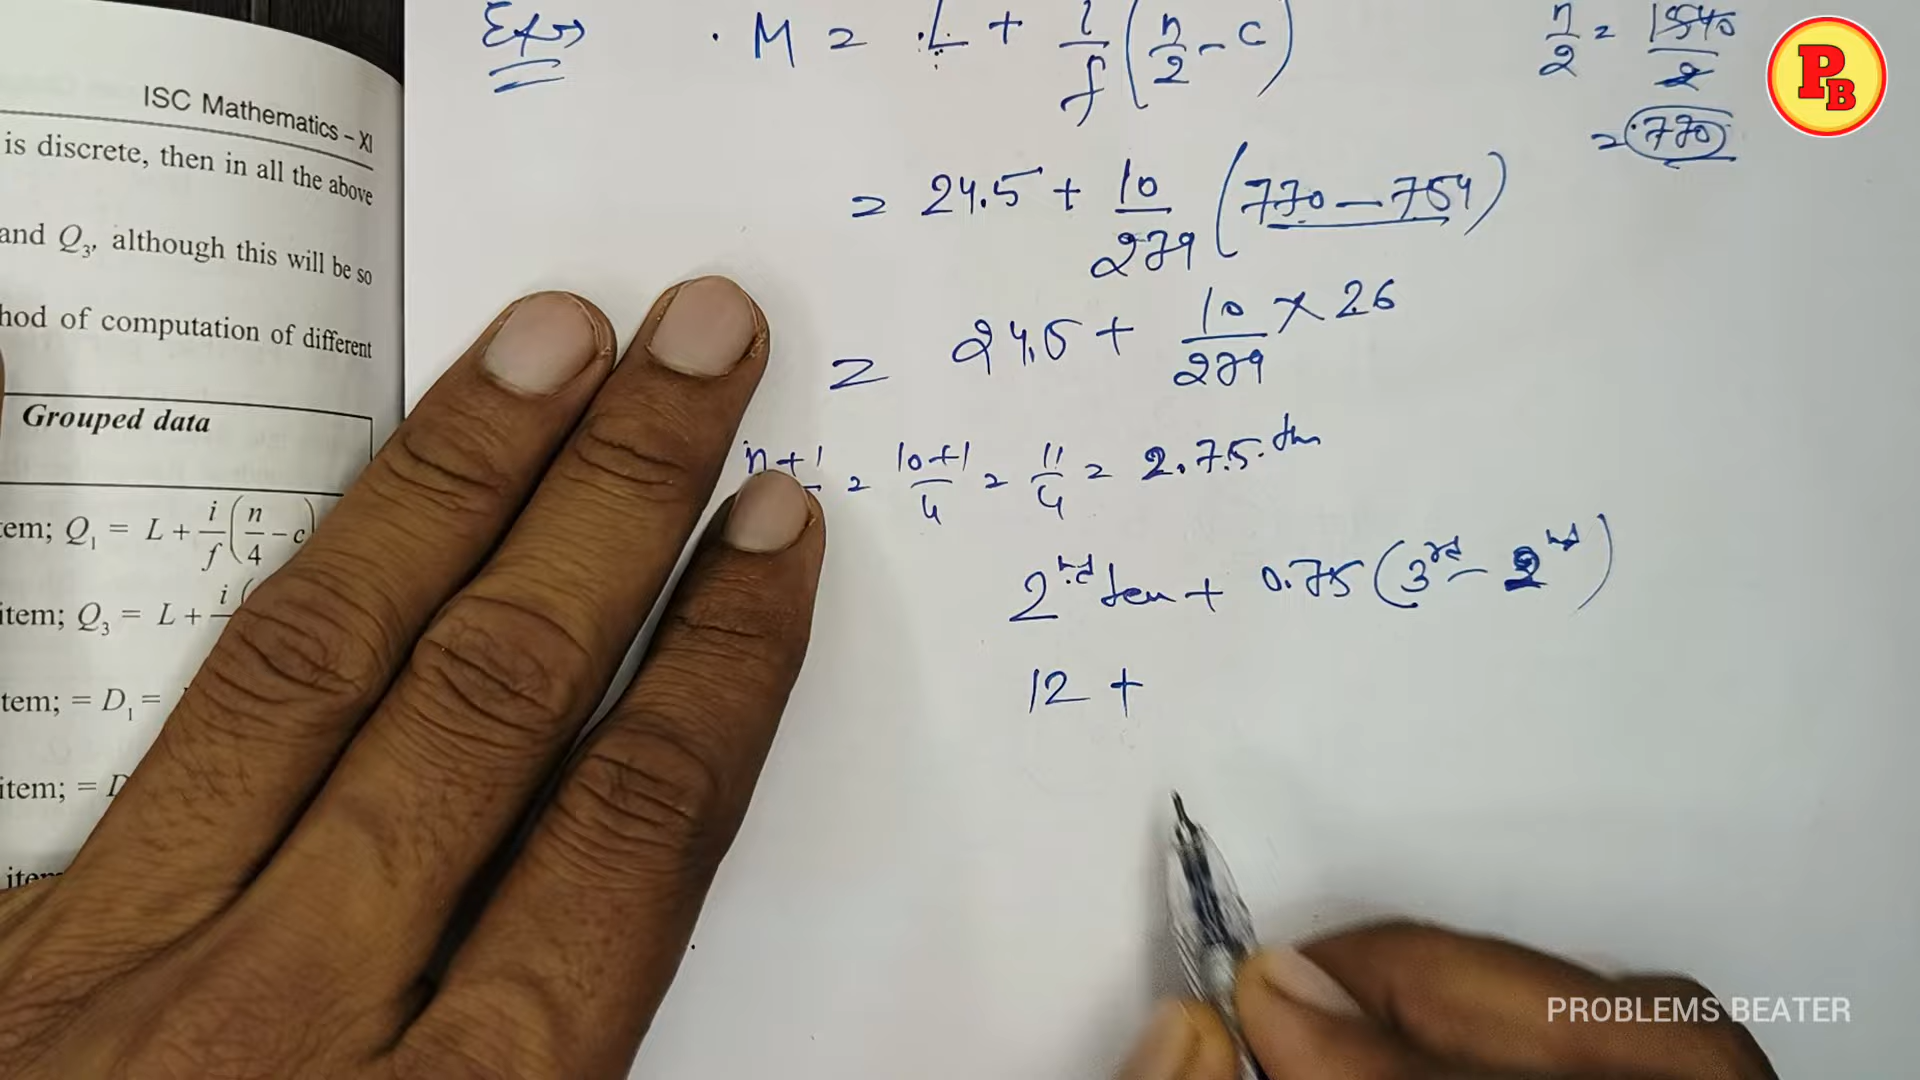 ISC Mathematics – XI
is discrete, then in all the above
and Q3, although this will be so
hod of computation of different
Grouped data
tem; Q1 = L + i/f (n/4 – c)
item; Q3 = L +
tem; = D1 =
item; =
M = L + i/f (n/2 – c)
n/2 = 1540/2
= 770
= 24.5 + 10/279 (770 – 754)
= 24.5 + 10/279 × 26
n+1 = 10+1/4 = 11/4 = 2.75 th
2nd + 0.75 (3rd – 2nd)
12 +
PB
PROBLEMS BEATER